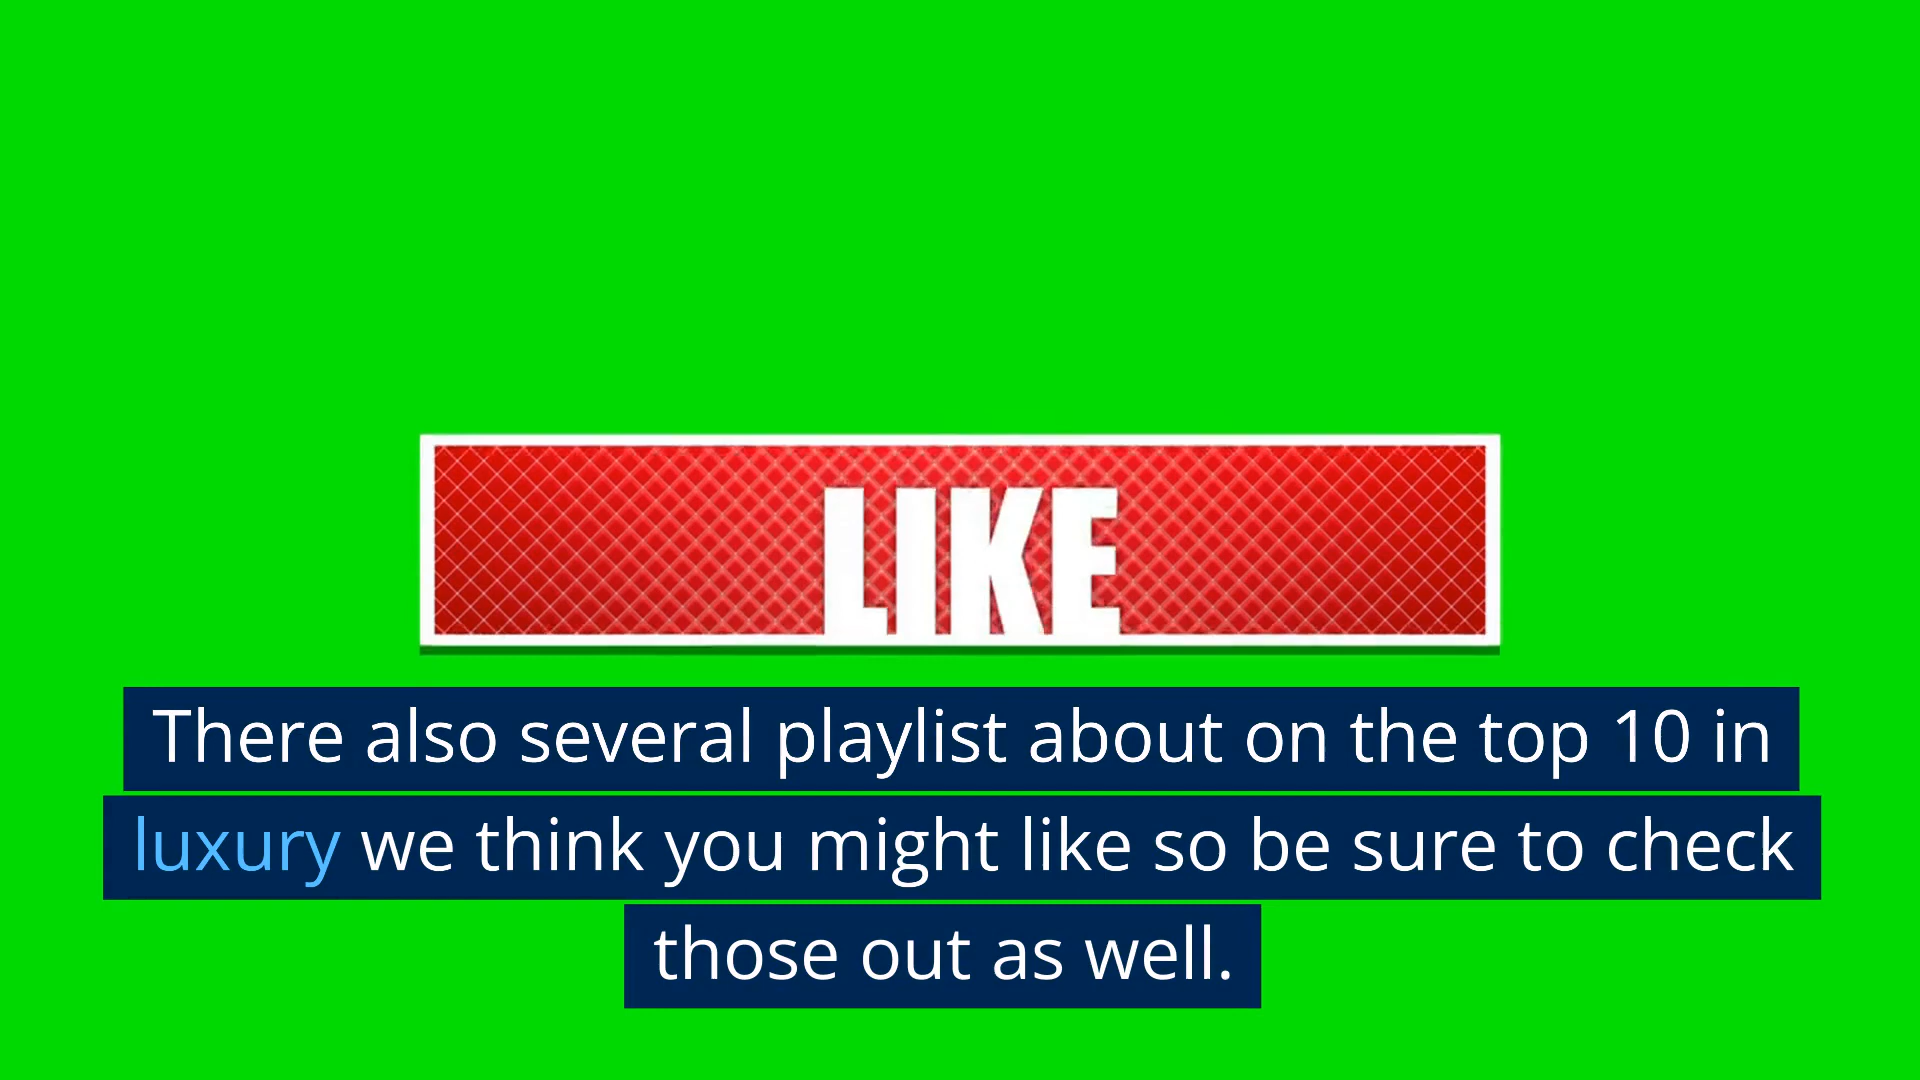 LIKE
There also several playlist about on the top 10 in
luxury we think you might like so be sure to check
those out as well.